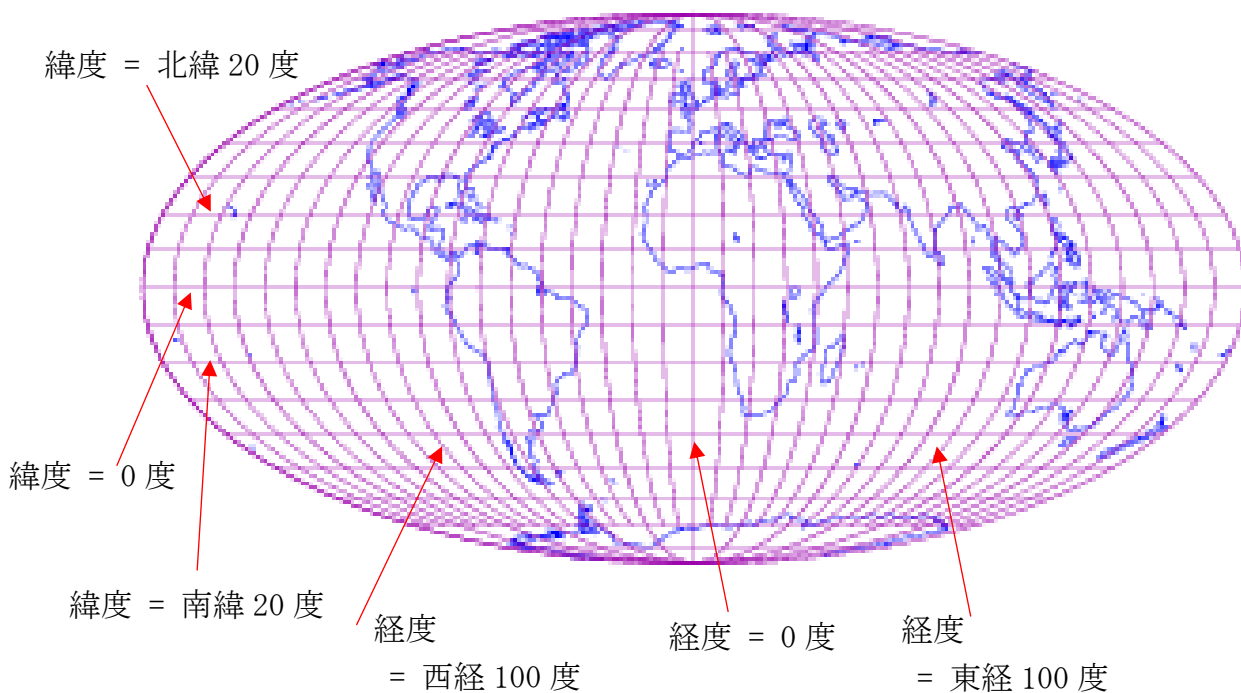 緯度 = 北緯 20 度
緯度 = 0 度
緯度 = 南緯 20 度
経度
= 西経 100 度
経度 = 0 度
経度
= 東経 100 度